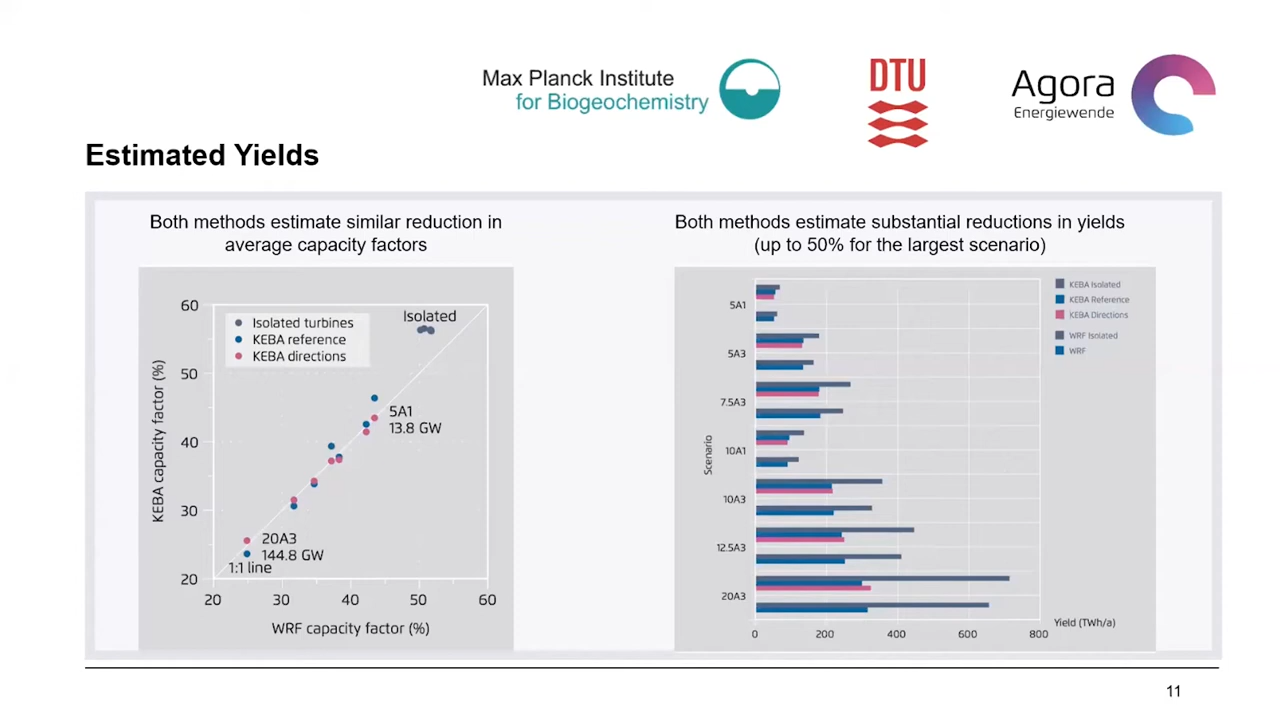 Max Planck Institute
for Biogeochemistry
DTU
Agora
Energiewende
Estimated Yields
Both methods estimate similar reduction in
average capacity factors
60
50
40
30
20
KEBA capacity factor (%)
Isolated turbines
KEBA reference
KEBA directions
Isolated
5A1
13.8 GW
20A3
144.8 GW
1:1 line
20
30
40
50
60
WRF capacity factor (%)
Both methods estimate substantial reductions in yields
(up to 50% for the largest scenario)
Scenario
5A1
5A3
7.5A3
10A1
10A3
12.5A3
20A3
0
200
400
600
800
Yield (TWh/a)
KEBA Isolated
KEBA Reference
KEBA Directions
WRF Isolated
WRF
11